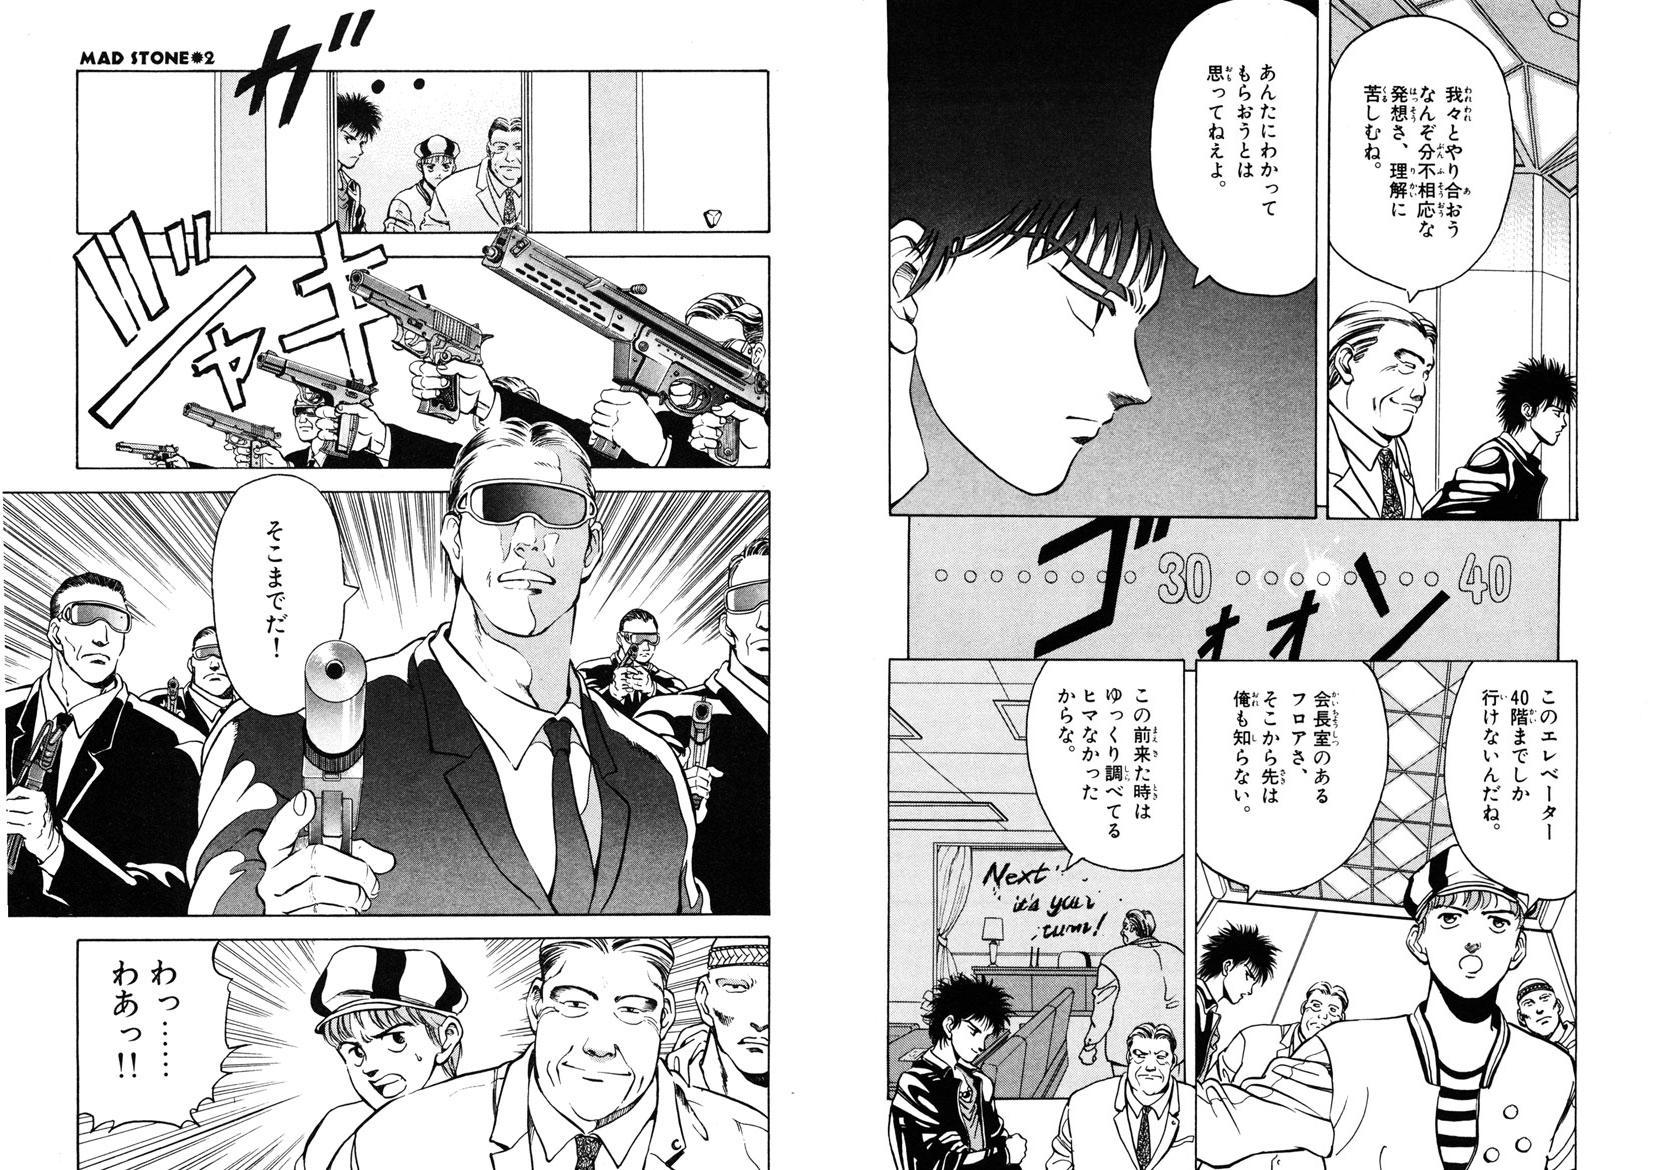 我々とやり合おう
なんぞ分不相応な
発想さ、理解に
苦しむね。
あんたにわかって
もらおうとは
思ってねえよ。
30
40
ゴォオン
このエレベーター
40階までしか
行けないんだね。
会長室のある
フロアさ、
そこから先は
俺も知らない。
この前来た時は
ゆっくり調べてる
ヒマなかった
からな。
Next
it's your
turn!
MAD STONE✹2
ガッ
ジャキッ
そこまでだ!
わっ……
わあっ!!